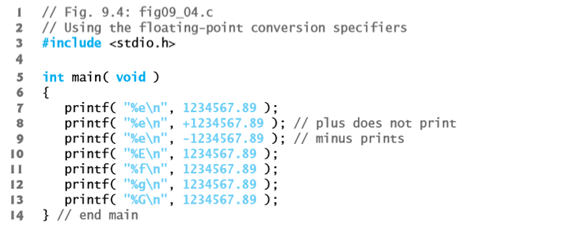 1 // Fig. 9.4: fig09_04.c
2 // Using the floating-point conversion specifiers
3 #include <stdio.h>
4
5 int main( void )
6 {
7 printf( "%e\n", 1234567.89 );
8 printf( "%e\n", +1234567.89 ); // plus does not print
9 printf( "%e\n", -1234567.89 ); // minus prints
10 printf( "%E\n", 1234567.89 );
11 printf( "%f\n", 1234567.89 );
12 printf( "%g\n", 1234567.89 );
13 printf( "%G\n", 1234567.89 );
14 } // end main